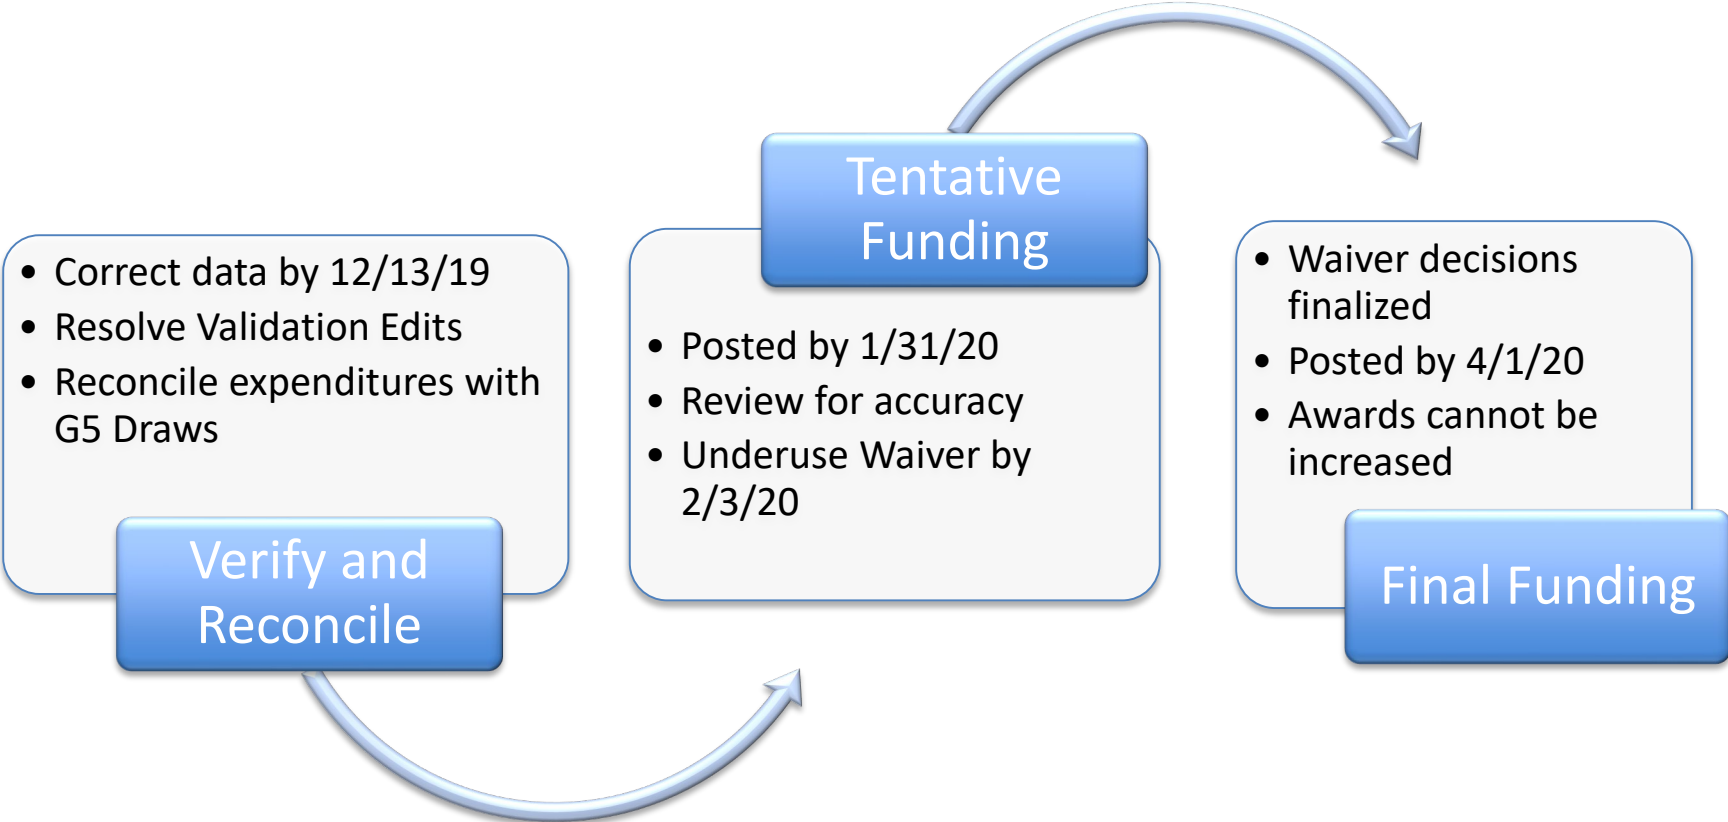 • Correct data by 12/13/19
• Resolve Validation Edits
• Reconcile expenditures with
G5 Draws
Verify and
Reconcile
Tentative
Funding
• Posted by 1/31/20
• Review for accuracy
• Underuse Waiver by
2/3/20
• Waiver decisions
finalized
• Posted by 4/1/20
• Awards cannot be
increased
Final Funding